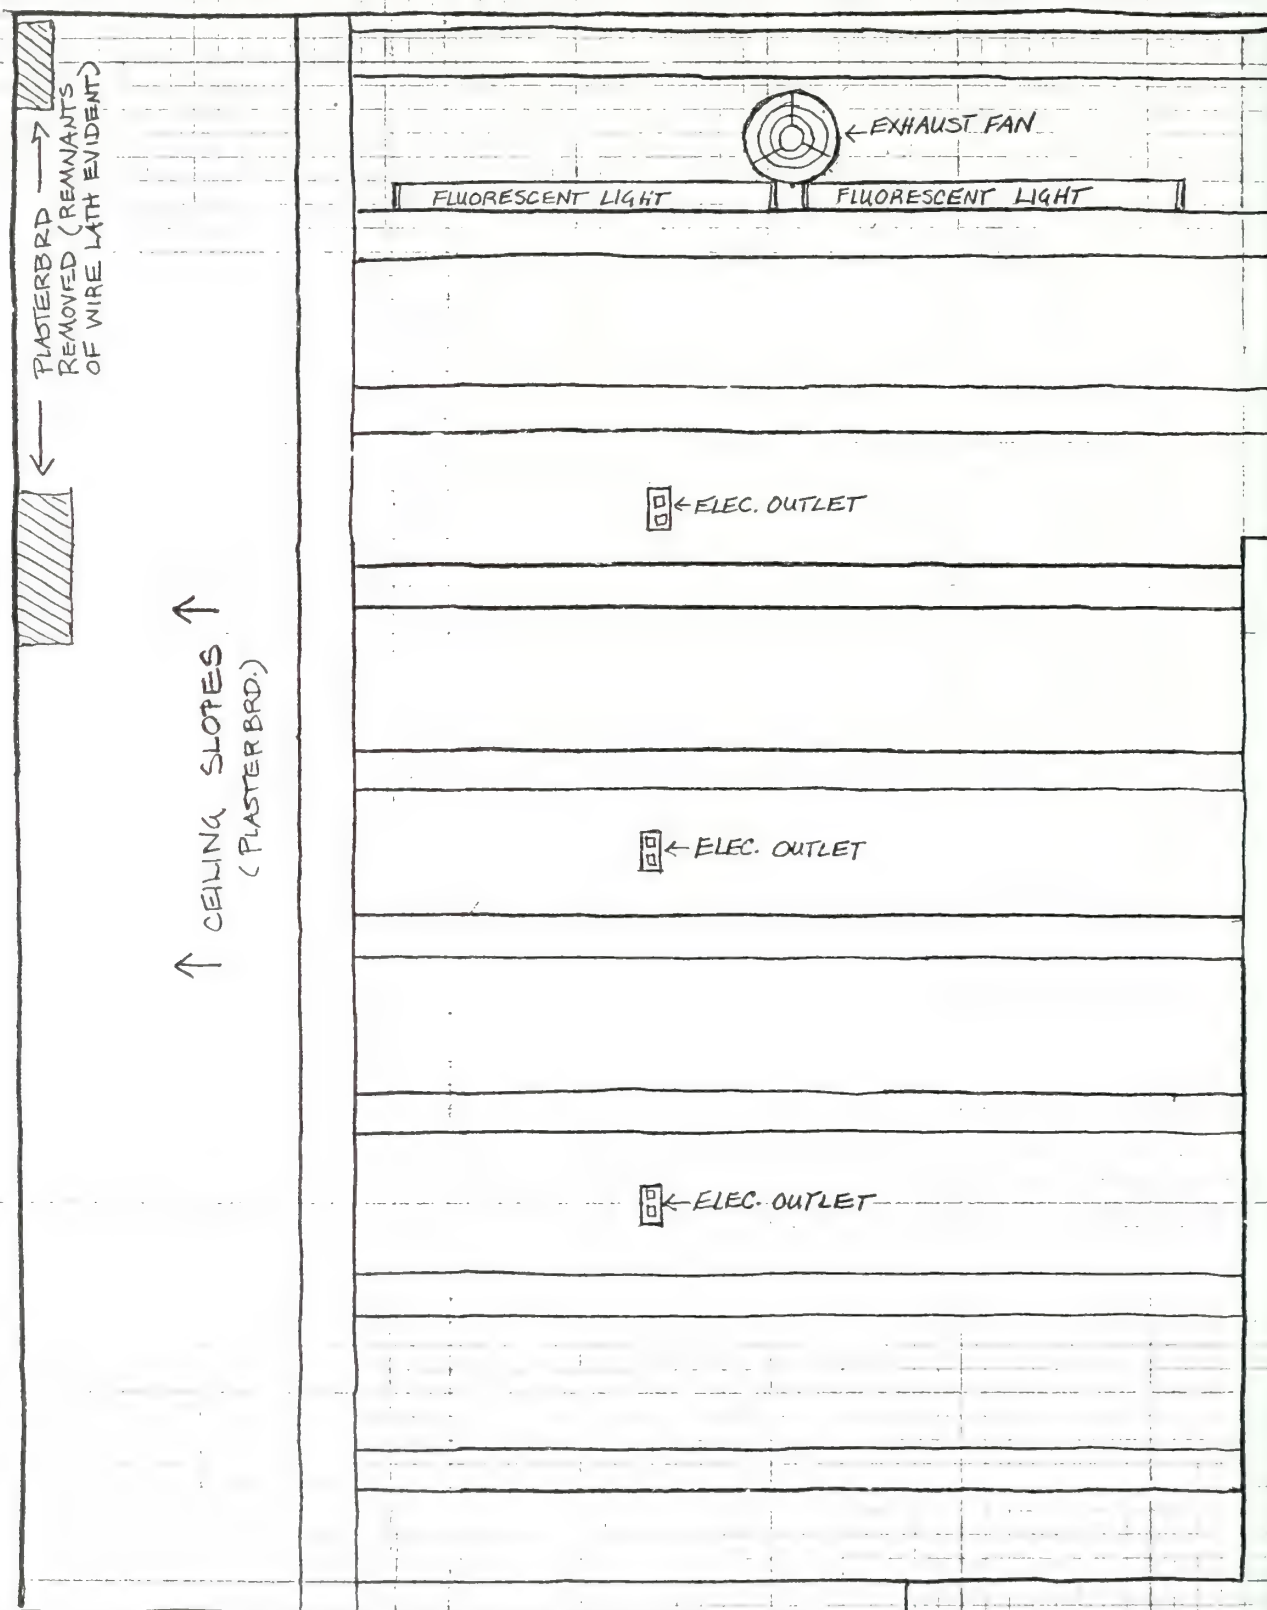 ← PLASTERBRD →
REMOVED (REMNANTS
OF WIRE LATH EVIDENT)
← EXHAUST FAN
FLUORESCENT LIGHT
FLUORESCENT LIGHT
← ELEC. OUTLET
↑ CEILING SLOPES ↑
(PLASTERBRD.)
← ELEC. OUTLET
← ELEC. OUTLET